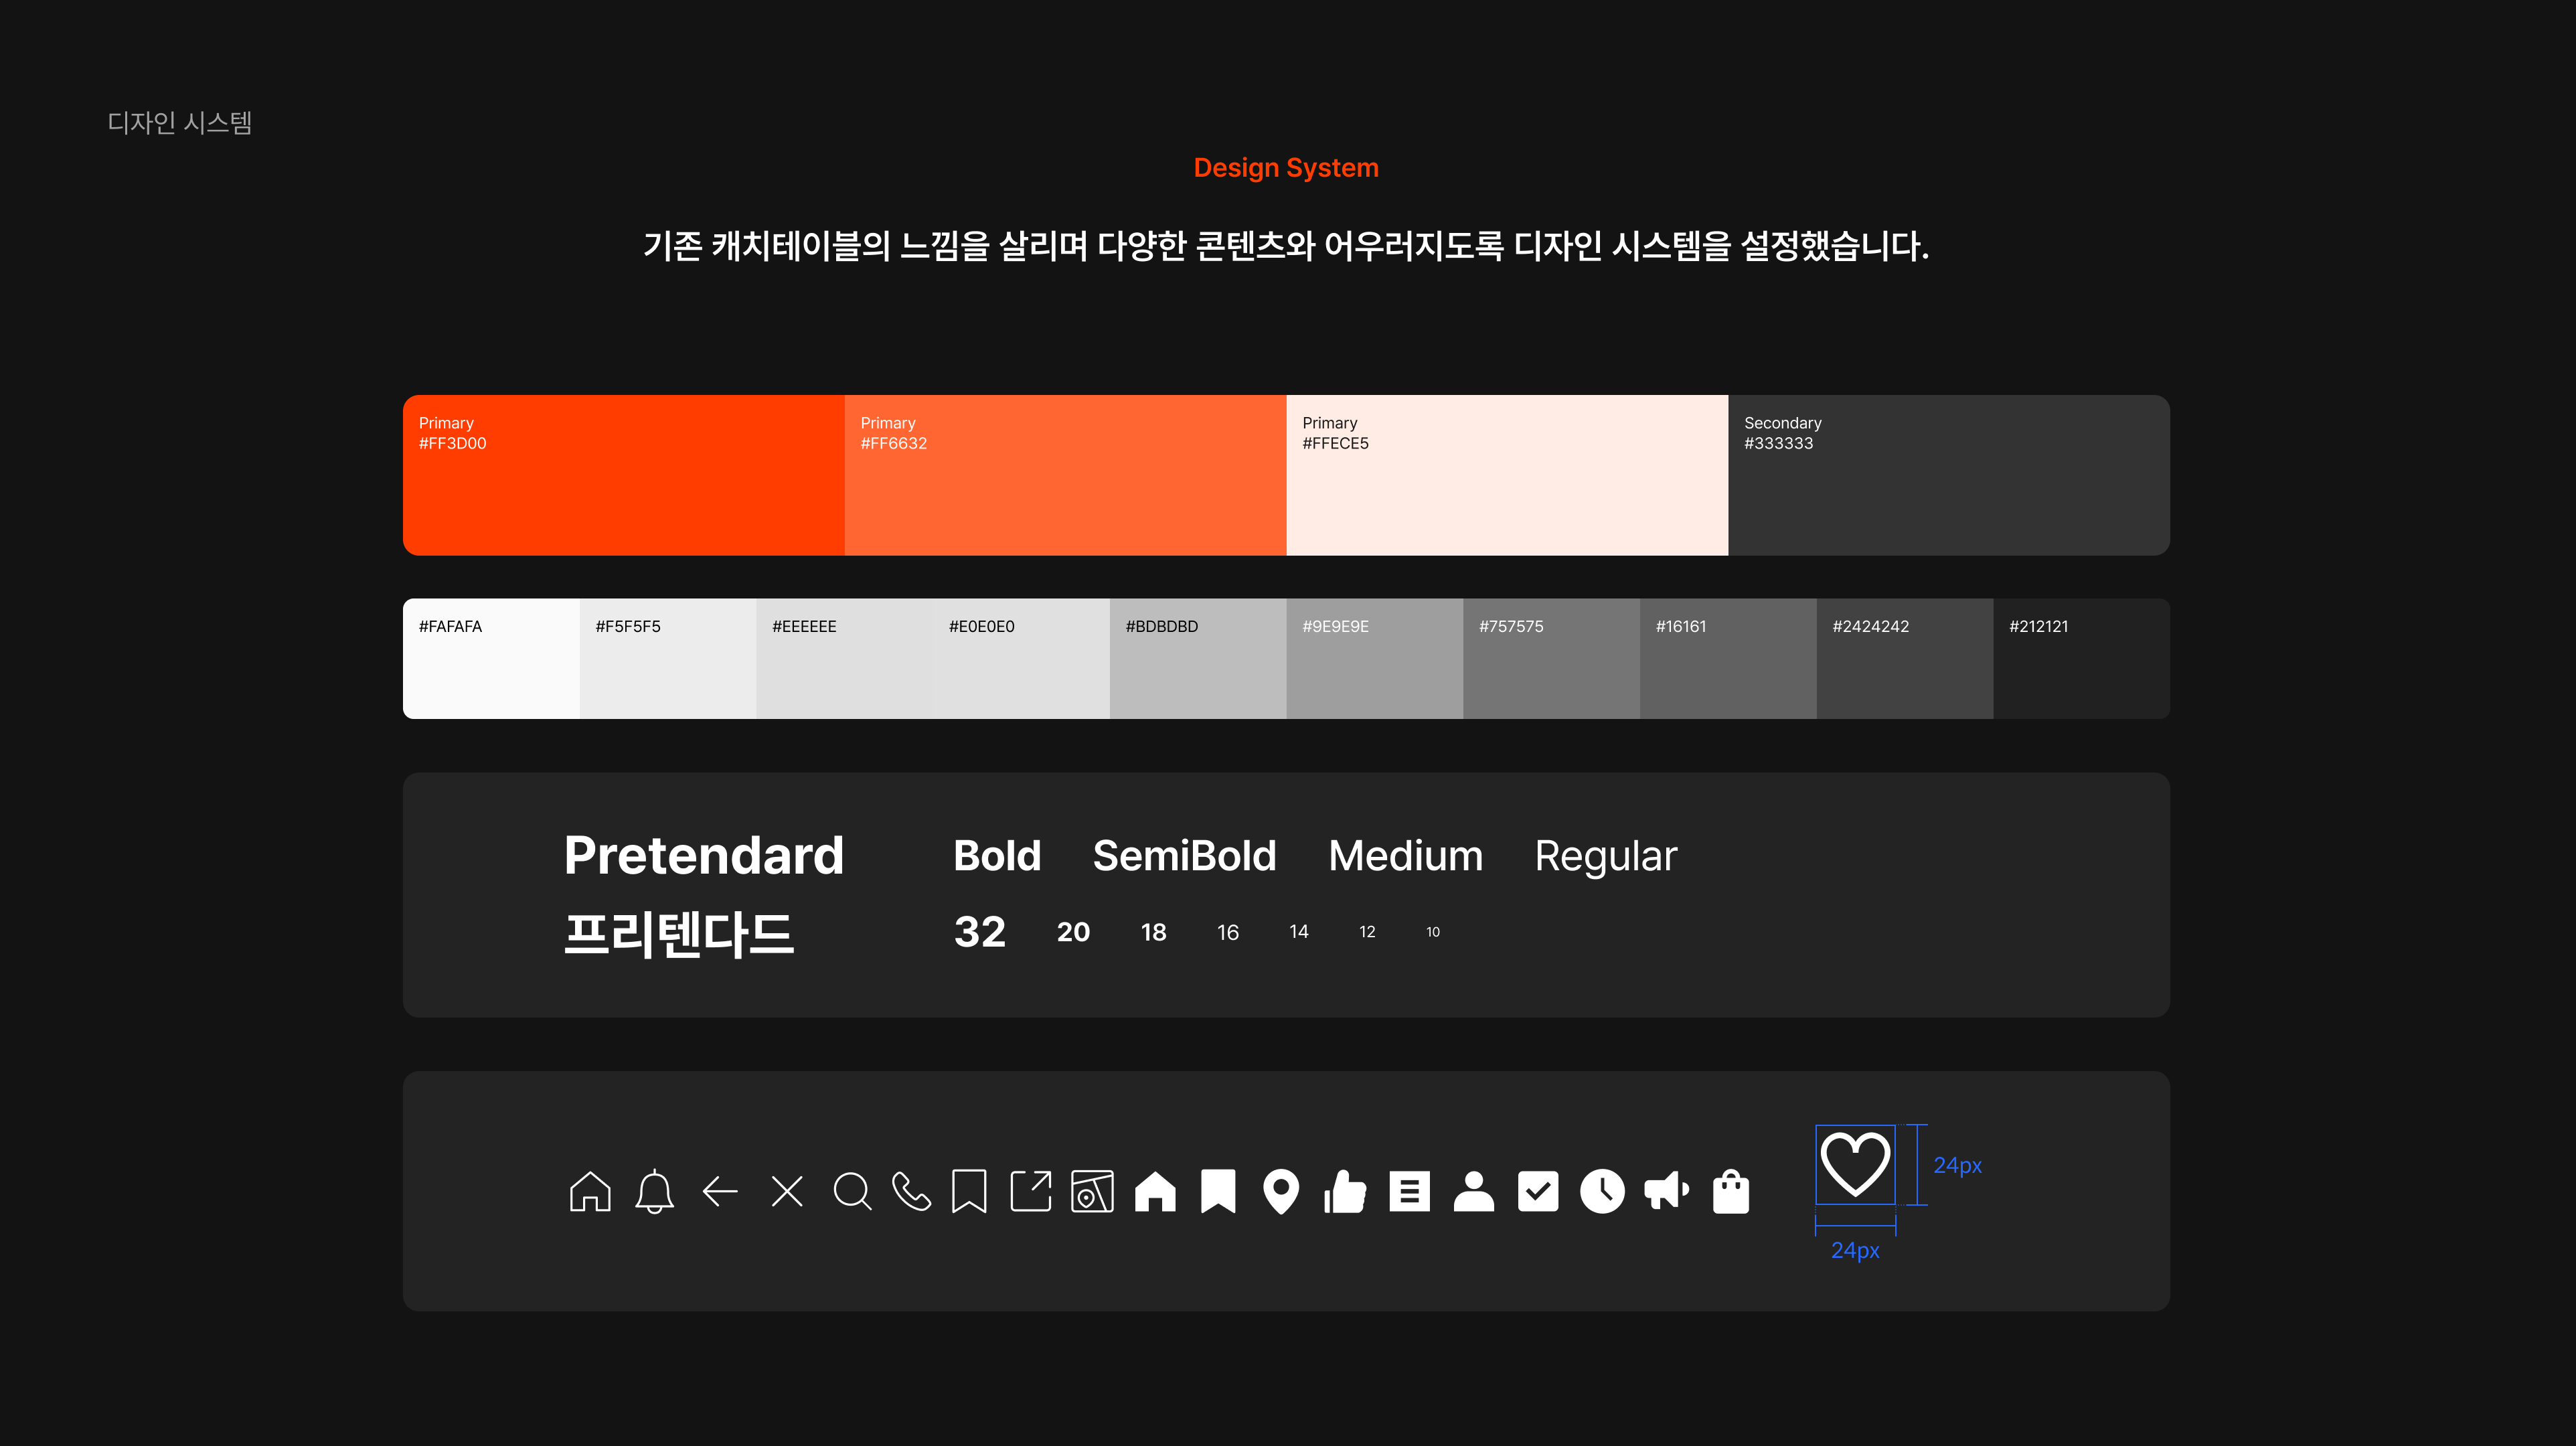 디자인 시스템
Design System
기존 캐치테이블의 느낌을 살리며 다양한 콘텐츠와 어우러지도록 디자인 시스템을 설정했습니다.
Primary
#FF3D00
Primary
#FF6632
Primary
#FFECE5
Secondary
#333333
#FAFAFA
#F5F5F5
#EEEEEE
#E0E0E0
#BDBDBD
#9E9E9E
#757575
#16161
#2424242
#212121
Pretendard
프리텐다드
Bold SemiBold Medium Regular
32 20 18 16 14 12 10
24px
24px